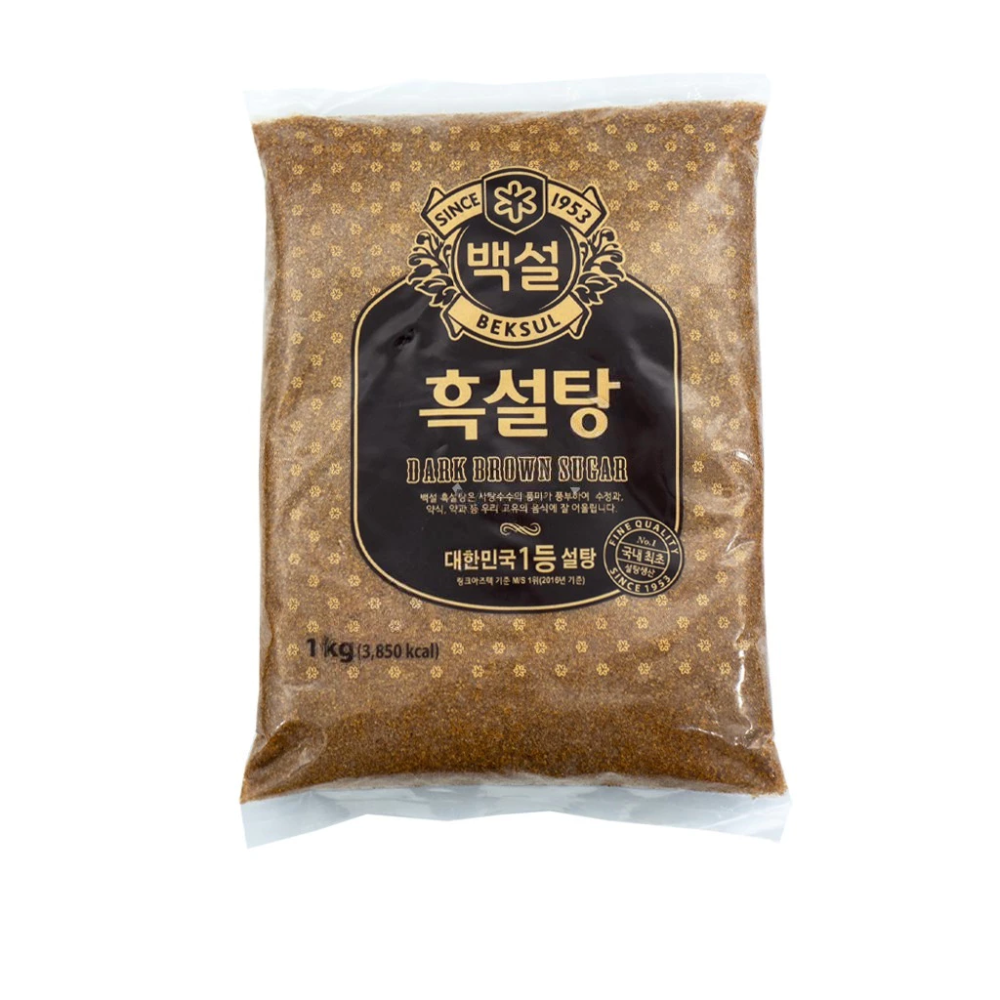 SINCE 1953
백설
BEKSUL
흑설탕
DARK BROWN SUGAR
백설 흑설탕은 사탕수수의 풍미가 풍부하여 수정과,
약식, 약과 등 우리 고유의 음식에 잘 어울립니다.
대한민국 1등 설탕
링크아즈텍 기준 M/S 1위(2016년 기준)
FINE QUALITY
No.1
국내 최초
설탕생산
SINCE 1953
1kg (3,850 kcal)